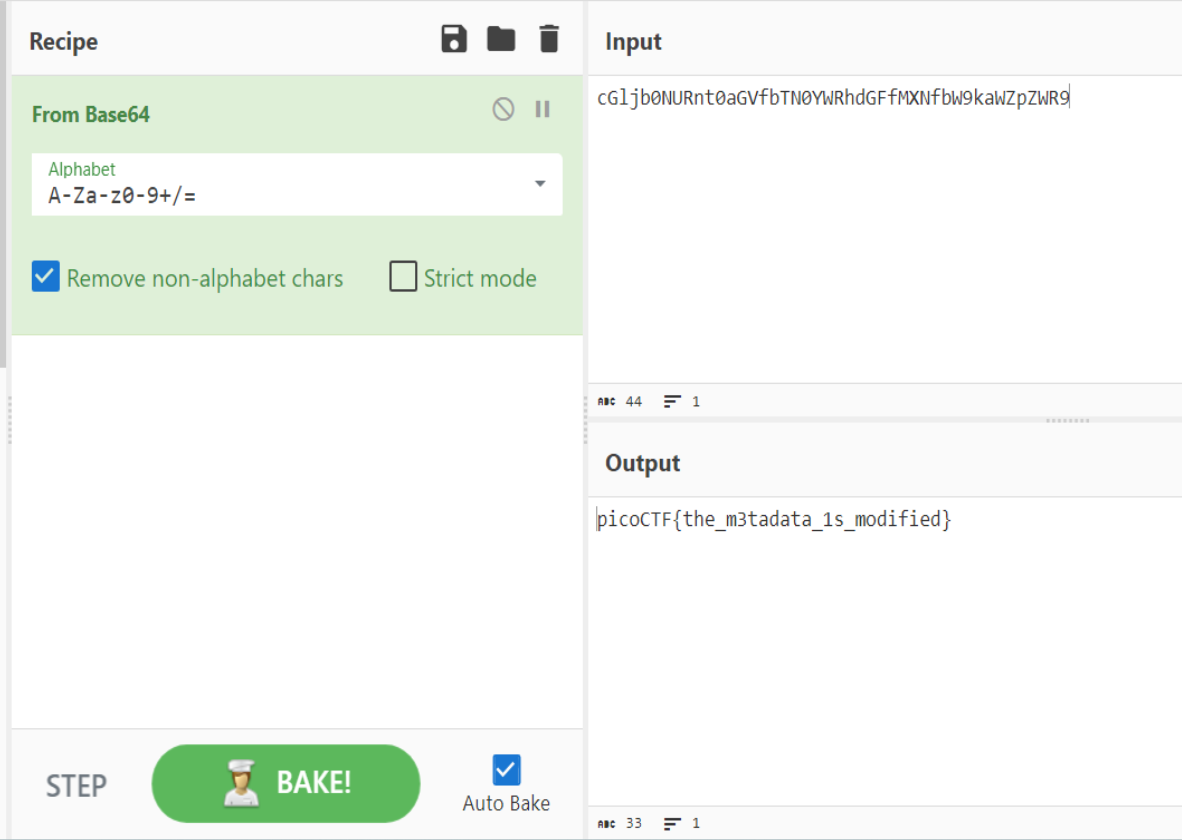 Recipe
From Base64
Alphabet
A-Za-z0-9+/=
Remove non-alphabet chars
Strict mode
STEP
BAKE!
Auto Bake
Input
cGljb0NURnt0aGVfbTN0YWRhdGFfMXNfbW9kaWZpZWR9
ABC 44 1
Output
picoCTF{the_m3tadata_1s_modified}
ABC 33 1